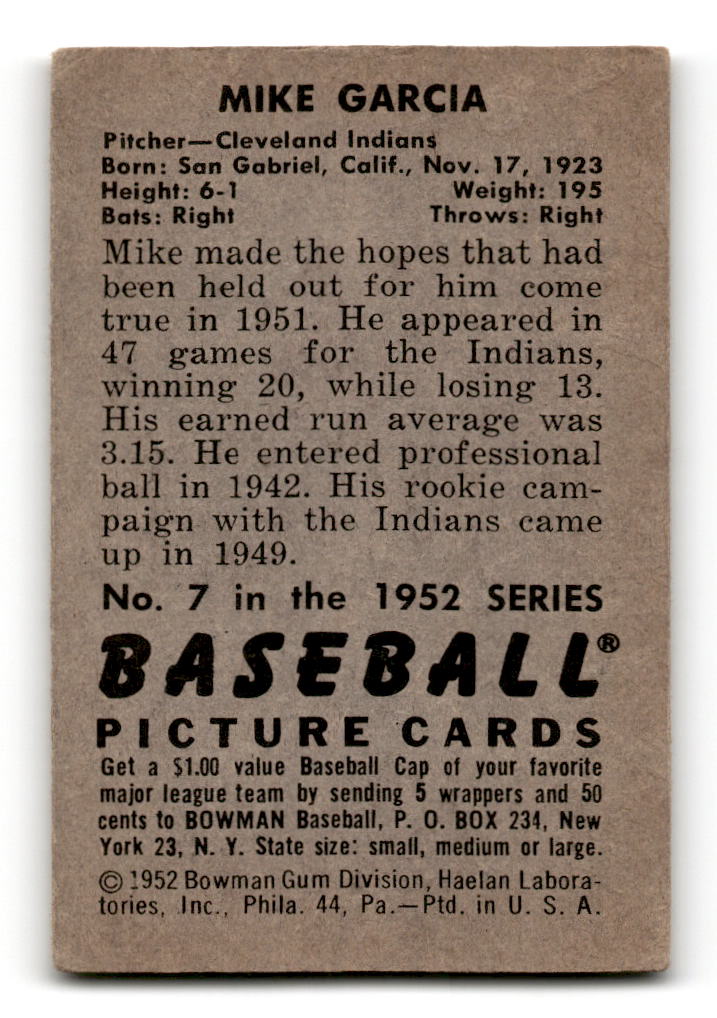 MIKE GARCIA
Pitcher—Cleveland Indians
Born: San Gabriel, Calif., Nov. 17, 1923
Height: 6-1 Weight: 195
Bats: Right Throws: Right
Mike made the hopes that had
been held out for him come
true in 1951. He appeared in
47 games for the Indians,
winning 20, while losing 13.
His earned run average was
3.15. He entered professional
ball in 1942. His rookie cam-
paign with the Indians came
up in 1949.
No. 7 in the 1952 SERIES
BASEBALL®
PICTURE CARDS
Get a $1.00 value Baseball Cap of your favorite
major league team by sending 5 wrappers and 50
cents to BOWMAN Baseball, P. O. BOX 234, New
York 23, N. Y. State size: small, medium or large.
© 1952 Bowman Gum Division, Haelan Labora-
tories, Inc., Phila. 44, Pa.—Ptd. in U. S. A.